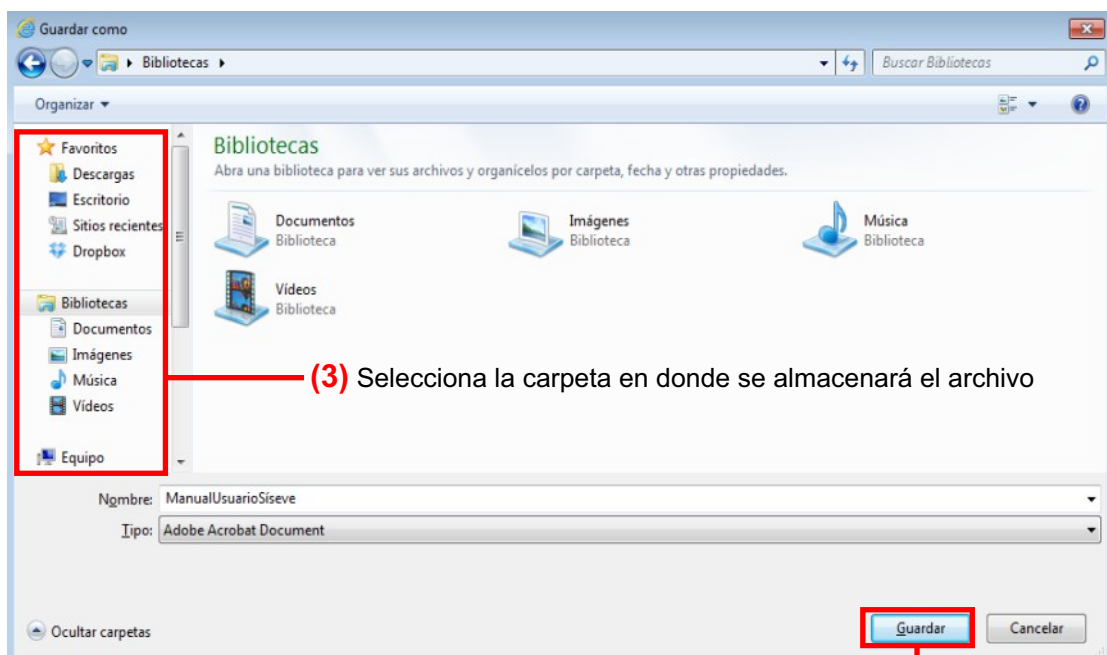 Guardar como
Bibliotecas
Buscar Bibliotecas
Organizar
Favoritos
Descargas
Escritorio
Sitios recientes
Dropbox
Bibliotecas
Documentos
Imágenes
Música
Vídeos
Equipo
Bibliotecas
Abra una biblioteca para ver sus archivos y organícelos por carpeta, fecha y otras propiedades.
Documentos
Biblioteca
Imágenes
Biblioteca
Música
Biblioteca
Vídeos
Biblioteca
(3) Selecciona la carpeta en donde se almacenará el archivo
Nombre: ManualUsuarioSíseve
Tipo: Adobe Acrobat Document
Ocultar carpetas
Guardar
Cancelar